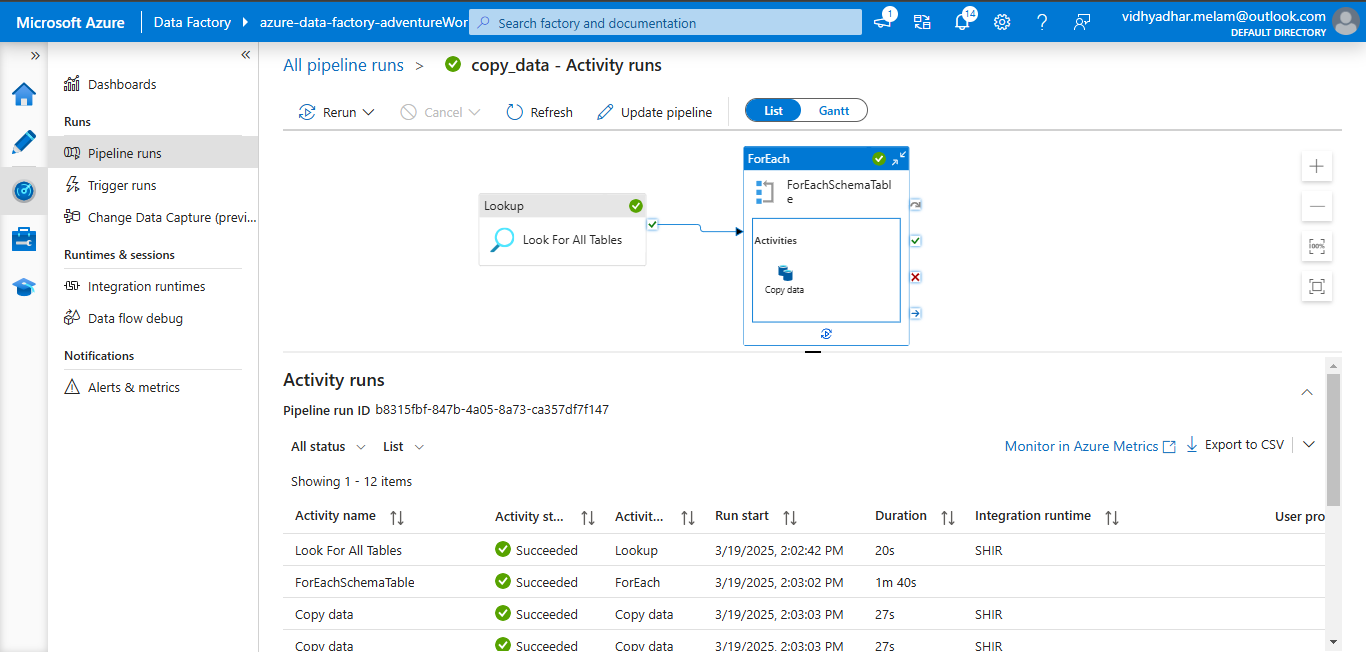 Microsoft Azure
Data Factory
azure-data-factory-adventureWor
Search factory and documentation
1
14
vidhyadhar.melam@outlook.com
DEFAULT DIRECTORY
Dashboards
Runs
Pipeline runs
Trigger runs
Change Data Capture (previ...
Runtimes & sessions
Integration runtimes
Data flow debug
Notifications
Alerts & metrics
All pipeline runs > copy_data - Activity runs
Rerun
Cancel
Refresh
Update pipeline
List
Gantt
Lookup
Look For All Tables
ForEach
ForEachSchemaTabl
e
Activities
Copy data
100%
Activity runs
Pipeline run ID b8315fbf-847b-4a05-8a73-ca357df7f147
All status List
Monitor in Azure Metrics Export to CSV
Showing 1 - 12 items
Activity name Activity st... Activit... Run start Duration Integration runtime User pro
Look For All Tables Succeeded Lookup 3/19/2025, 2:02:42 PM 20s SHIR
ForEachSchemaTable Succeeded ForEach 3/19/2025, 2:03:02 PM 1m 40s
Copy data Succeeded Copy data 3/19/2025, 2:03:03 PM 27s SHIR
Copy data Succeeded Copy data 3/19/2025, 2:03:03 PM 27s SHIR